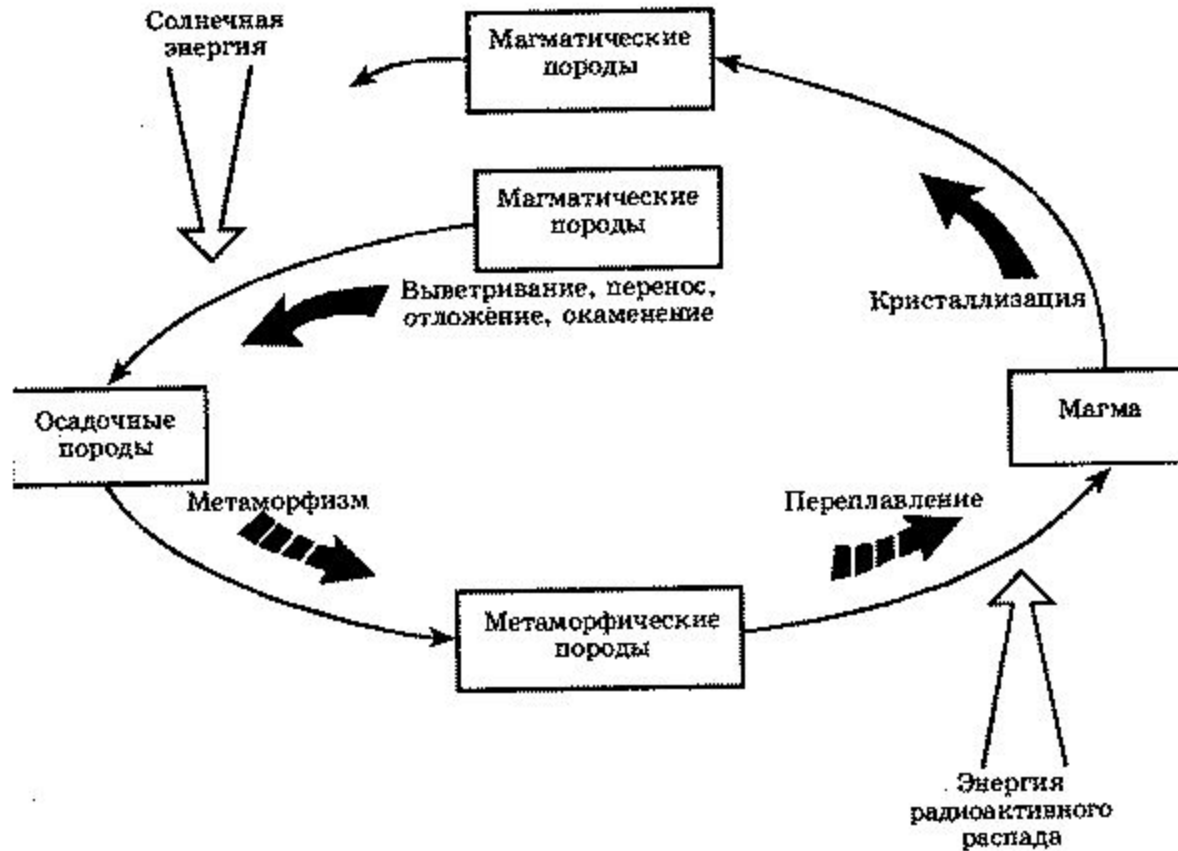 Солнечная
энергия
Магматические
породы
Магматические
породы
Выветривание, перенос,
отложение, окаменение
Кристаллизация
Осадочные
породы
Магма
Метаморфизм
Переплавление
Метаморфические
породы
Энергия
радиоактивного
распада